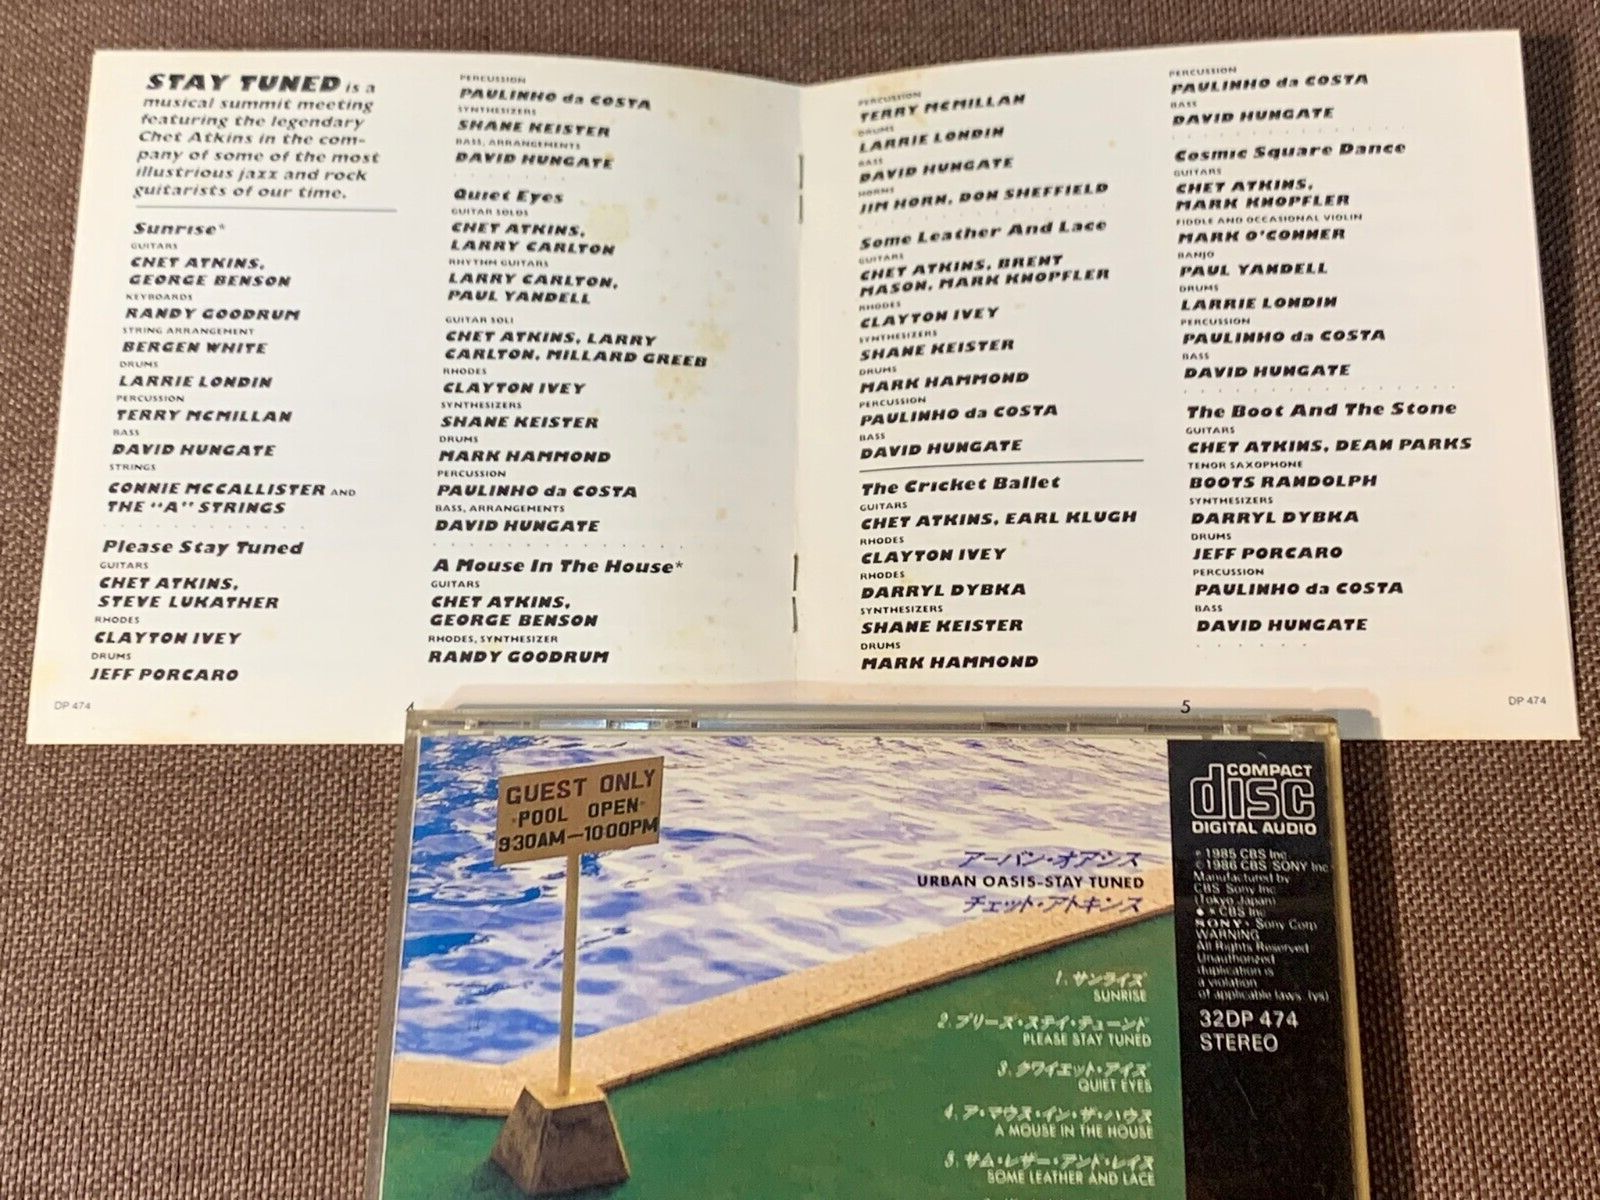 STAY TUNED is a
musical summit meeting
featuring the legendary
Chet Atkins in the com-
pany of some of the most
illustrious jazz and rock
guitarists of our time.
Sunrise*
GUITARS
CHET ATKINS,
GEORGE BENSON
KEYBOARDS
RANDY GOODRUM
STRING ARRANGEMENT
BERGEN WHITE
DRUMS
LARRIE LONDIN
PERCUSSION
TERRY MCMILLAN
BASS
DAVID HUNGATE
STRINGS
CONNIE MCCALLISTER AND
THE "A" STRINGS
Please Stay Tuned
GUITARS
CHET ATKINS,
STEVE LUKATHER
RHODES
CLAYTON IVEY
DRUMS
JEFF PORCARO
DP 474
4
PERCUSSION
PAULINHO da COSTA
SYNTHESIZERS
SHANE KEISTER
BASS, ARRANGEMENTS
DAVID HUNGATE
Quiet Eyes
GUITAR SOLOS
CHET ATKINS,
LARRY CARLTON
RHYTHM GUITARS
LARRY CARLTON,
PAUL YANDELL
GUITAR SOLI
CHET ATKINS, LARRY
CARLTON, MILLARD GREEB
RHODES
CLAYTON IVEY
SYNTHESIZERS
SHANE KEISTER
DRUMS
MARK HAMMOND
PERCUSSION
PAULINHO da COSTA
BASS, ARRANGEMENTS
DAVID HUNGATE
A Mouse In The House*
GUITARS
CHET ATKINS,
GEORGE BENSON
RHODES, SYNTHESIZER
RANDY GOODRUM
PERCUSSION
TERRY MCMILLAN
DRUMS
LARRIE LONDIN
BASS
DAVID HUNGATE
HORNS
JIM HORN, DON SHEFFIELD
Some Leather And Lace
GUITARS
CHET ATKINS, BRENT
MASON, MARK KNOPFLER
RHODES
CLAYTON IVEY
SYNTHESIZERS
SHANE KEISTER
DRUMS
MARK HAMMOND
PERCUSSION
PAULINHO da COSTA
BASS
DAVID HUNGATE
The Cricket Ballet
GUITARS
CHET ATKINS, EARL KLUGH
RHODES
CLAYTON IVEY
RHODES
DARRYL DYBKA
SYNTHESIZERS
SHANE KEISTER
DRUMS
MARK HAMMOND
PERCUSSION
PAULINHO da COSTA
BASS
DAVID HUNGATE
Cosmic Square Dance
GUITARS
CHET ATKINS,
MARK KNOPFLER
FIDDLE AND OCCASIONAL VIOLIN
MARK O'CONNER
BANJO
PAUL YANDELL
DRUMS
LARRIE LONDIN
PERCUSSION
PAULINHO da COSTA
BASS
DAVID HUNGATE
The Boot And The Stone
GUITARS
CHET ATKINS, DEAN PARKS
TENOR SAXOPHONE
BOOTS RANDOLPH
SYNTHESIZERS
DARRYL DYBKA
DRUMS
JEFF PORCARO
PERCUSSION
PAULINHO da COSTA
BASS
DAVID HUNGATE
5
DP 474
GUEST ONLY
POOL OPEN
9:30AM—10:00PM
アーバン・オアシス
URBAN OASIS-STAY TUNED
チェット・アトキンス
1. サンライズ
SUNRISE
2. プリーズ・ステイ・チューンド
PLEASE STAY TUNED
3. クワイエット・アイズ
QUIET EYES
4. ア・マウス・イン・ザ・ハウス
A MOUSE IN THE HOUSE
5. サム・レザー・アンド・レイス
SOME LEATHER AND LACE
COMPACT
disc
DIGITAL AUDIO
℗ 1985 CBS Inc.
© 1986 CBS/SONY Inc.
Manufactured by
CBS/Sony Inc.
(Tokyo Japan)
CBS Inc.
SONY Sony Corp.
WARNING
All Rights Reserved
Unauthorized
duplication is
a violation
of applicable laws. (ys)
32DP 474
STEREO